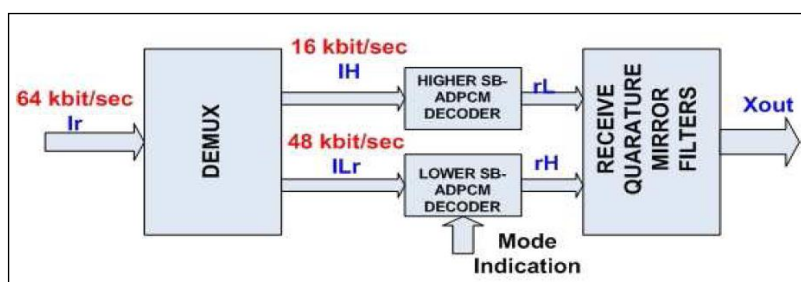 64 kbit/sec
Ir
DEMUX
16 kbit/sec
IH
HIGHER SB-
ADPCM
DECODER
rL
48 kbit/sec
ILr
LOWER SB-
ADPCM
DECODER
rH
Mode
Indication
RECEIVE
QUARATURE
MIRROR
FILTERS
Xout